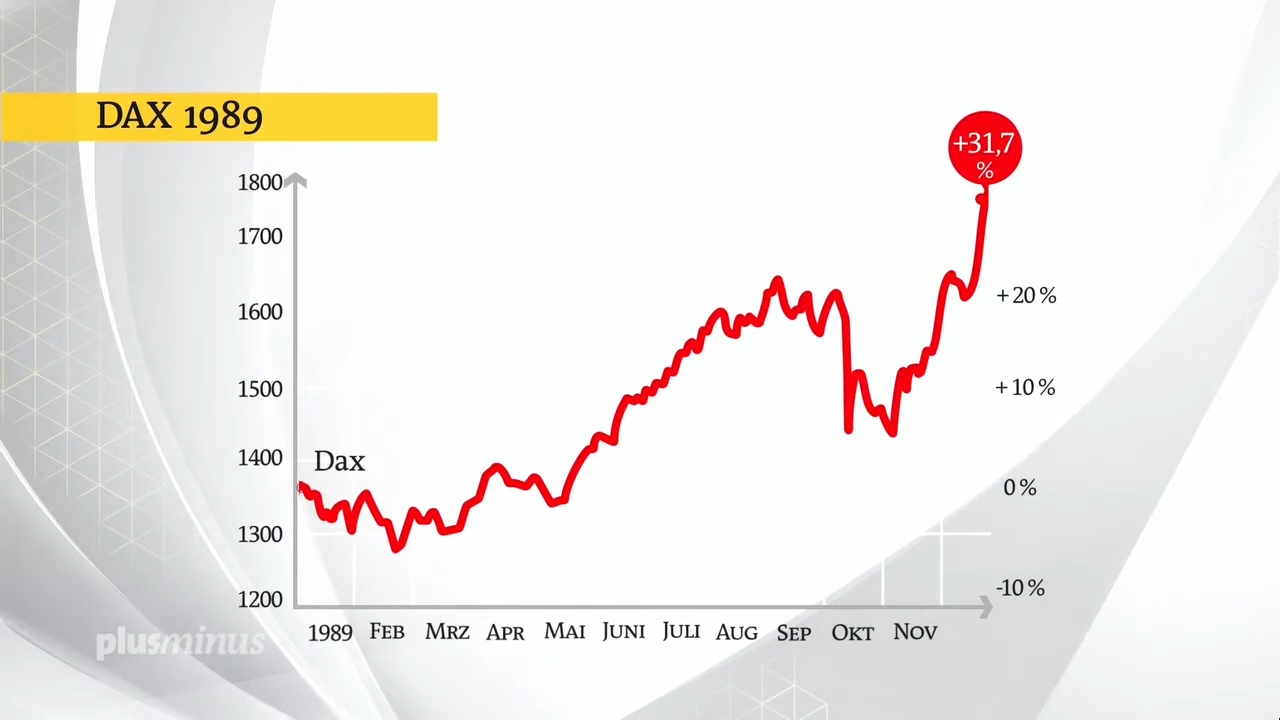 DAX 1989
+31,7
%
1800
1700
1600
1500
1400
1300
1200
Dax
+ 20 %
+ 10 %
0 %
-10 %
1989 FEB MRZ APR MAI JUNI JULI AUG SEP OKT NOV
plusminus